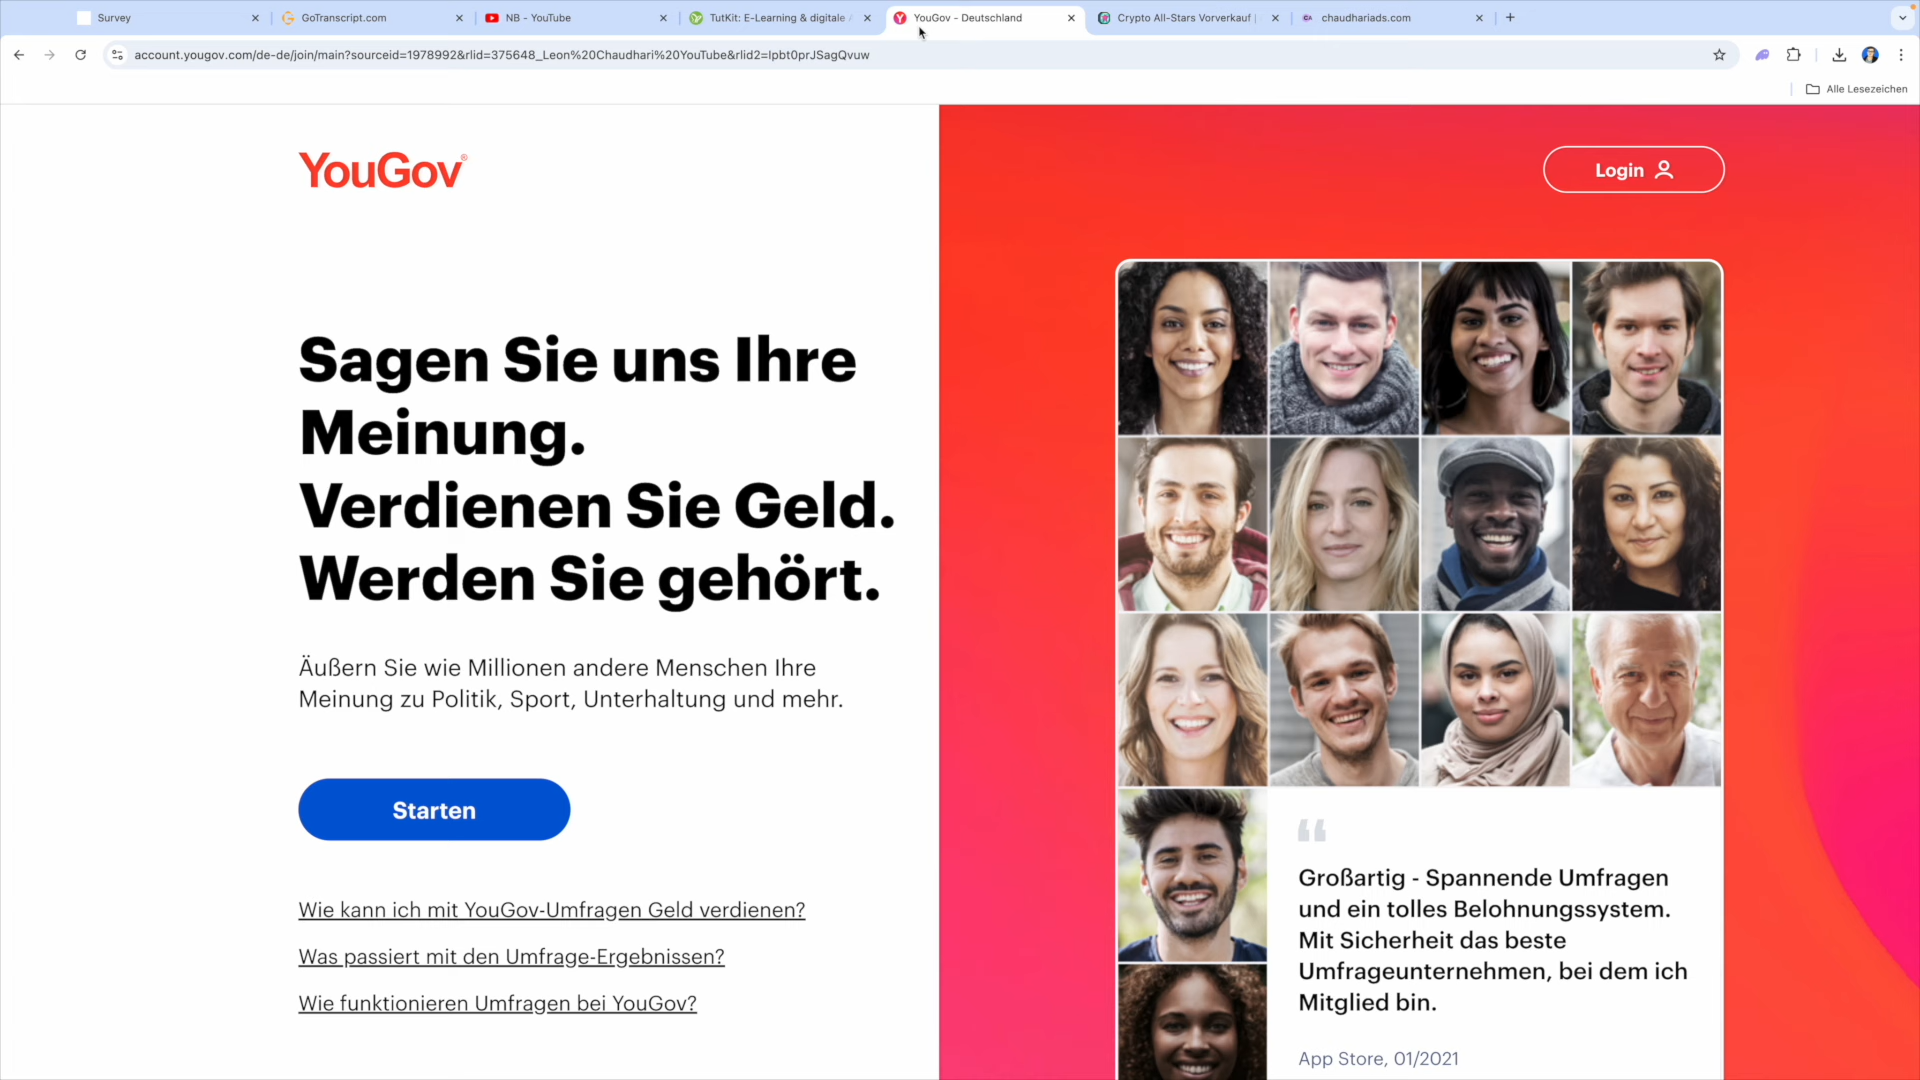 Survey
GoTranscript.com
NB - YouTube
TutKit: E-Learning & digitale
YouGov - Deutschland
Crypto All-Stars Vorverkauf |
CA
chaudhariads.com
account.yougov.com/de-de/join/main?sourceid=1978992&rlid=375648_Leon%20Chaudhari%20YouTube&rlid2=Ipbt0prJSagQvuw
Alle Lesezeichen
YouGov®
Login
Sagen Sie uns Ihre
Meinung.
Verdienen Sie Geld.
Werden Sie gehört.
Äußern Sie wie Millionen andere Menschen Ihre
Meinung zu Politik, Sport, Unterhaltung und mehr.
Starten
Wie kann ich mit YouGov-Umfragen Geld verdienen?
Was passiert mit den Umfrage-Ergebnissen?
Wie funktionieren Umfragen bei YouGov?
“
Großartig - Spannende Umfragen
und ein tolles Belohnungssystem.
Mit Sicherheit das beste
Umfrageunternehmen, bei dem ich
Mitglied bin.
App Store, 01/2021